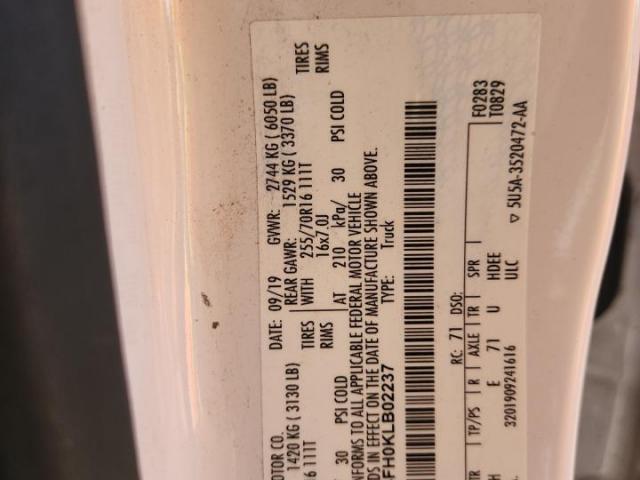 OTOR CO. DATE: 09/19 GVWR: 2744 KG ( 6050 LB)
1420 KG ( 3130 LB) REAR GAWR: 1529 KG ( 3370 LB)
6 111T TIRES WITH 255/70R16 111T TIRES
RIMS 16x7.0J RIMS
30 PSI COLD AT 210 kPa/ 30 PSI COLD
NFORMS TO ALL APPLICABLE FEDERAL MOTOR VEHICLE
DS IN EFFECT ON THE DATE OF MANUFACTURE SHOWN ABOVE.
FH0KLB02237 TYPE: Truck
F0283
RC: 71 DSO: T0829
TR TP/PS R AXLE TR SPR
H E 71 U HDEE
3201909241616 ULC ▽ 5U5A-3520472-AA